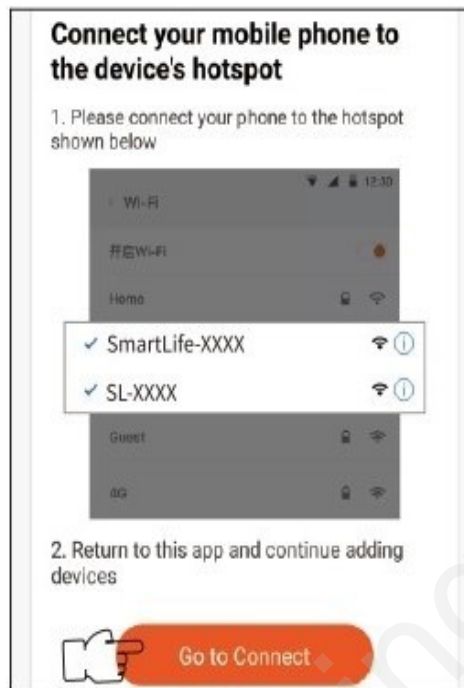 Connect your mobile phone to
the device's hotspot
1. Please connect your phone to the hotspot
shown below
12:30
Wi-Fi
开启Wi-Fi
Home
SmartLife-XXXX
SL-XXXX
Guest
4G
2. Return to this app and continue adding
devices
Go to Connect